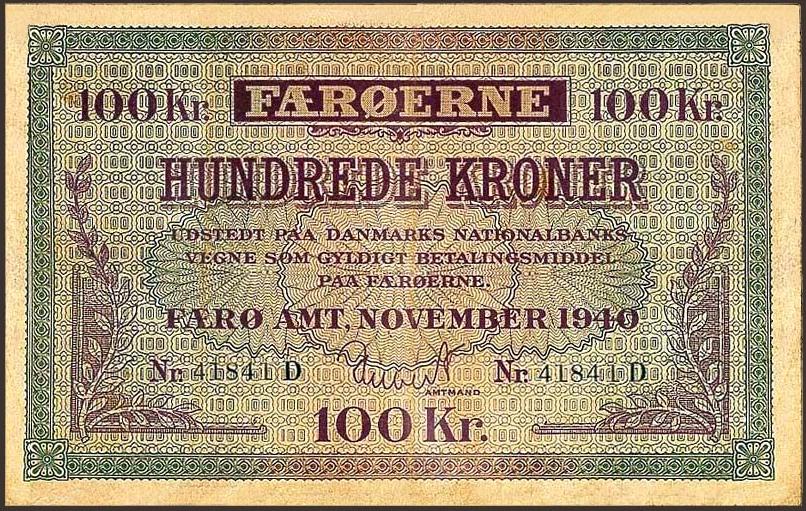 100 Kr. FÆRØERNE 100 Kr.
HUNDREDE KRONER
UDSTEDT PAA DANMARKS NATIONALBANKS
VEGNE SOM GYLDIGT BETALINGSMIDDEL
PAA FÆRØERNE.
FÆRØ AMT, NOVEMBER 1940
Nr. 41841 D Nr. 41841 D
AMTMAND
100 Kr.